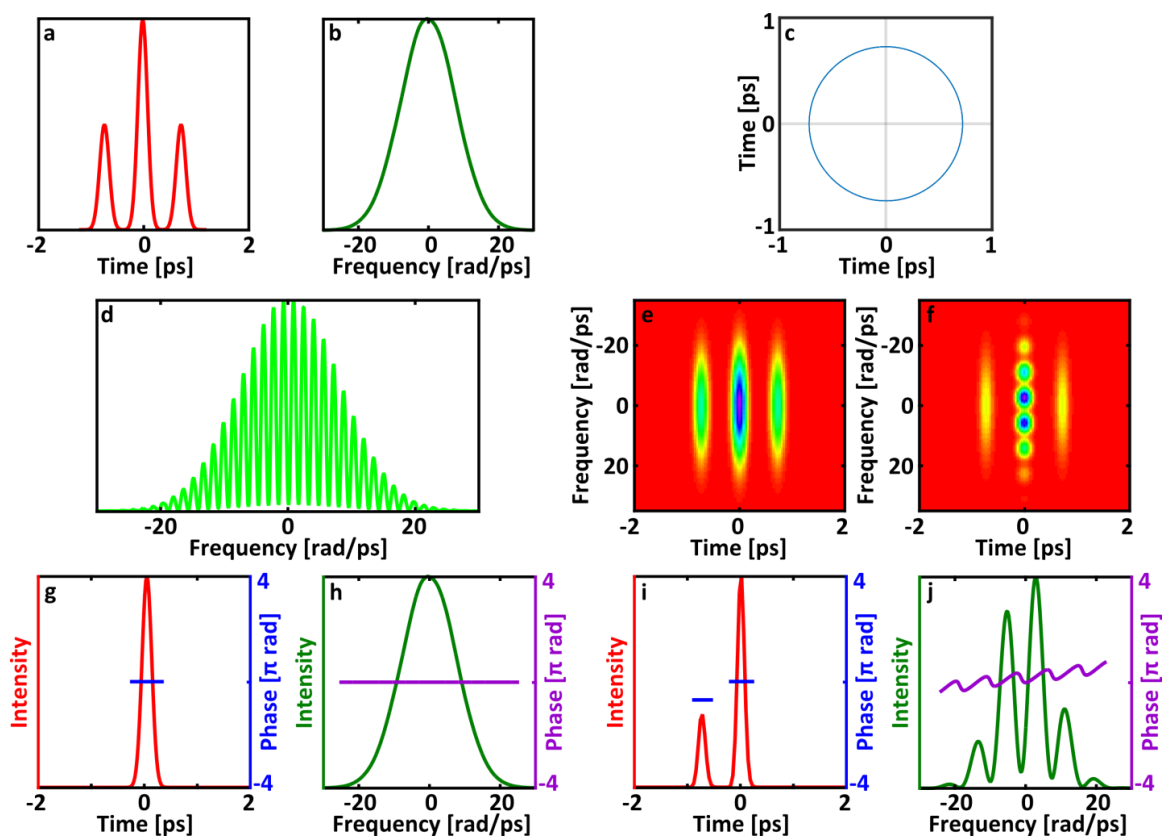 a
-2 0 2
Time [ps]
b
-20 0 20
Frequency [rad/ps]
c
1
0
-1
Time [ps]
-1 0 1
Time [ps]
d
-20 0 20
Frequency [rad/ps]
e
-20
0
20
Frequency [rad/ps]
-2 0 2
Time [ps]
f
-20
0
20
Frequency [rad/ps]
-2 0 2
Time [ps]
g
Intensity
4
-4
Phase [π rad]
-2 0 2
Time [ps]
h
Intensity
4
-4
Phase [π rad]
-20 0 20
Frequency [rad/ps]
i
Intensity
4
-4
Phase [π rad]
-2 0 2
Time [ps]
j
Intensity
4
-4
Phase [π rad]
-20 0 20
Frequency [rad/ps]